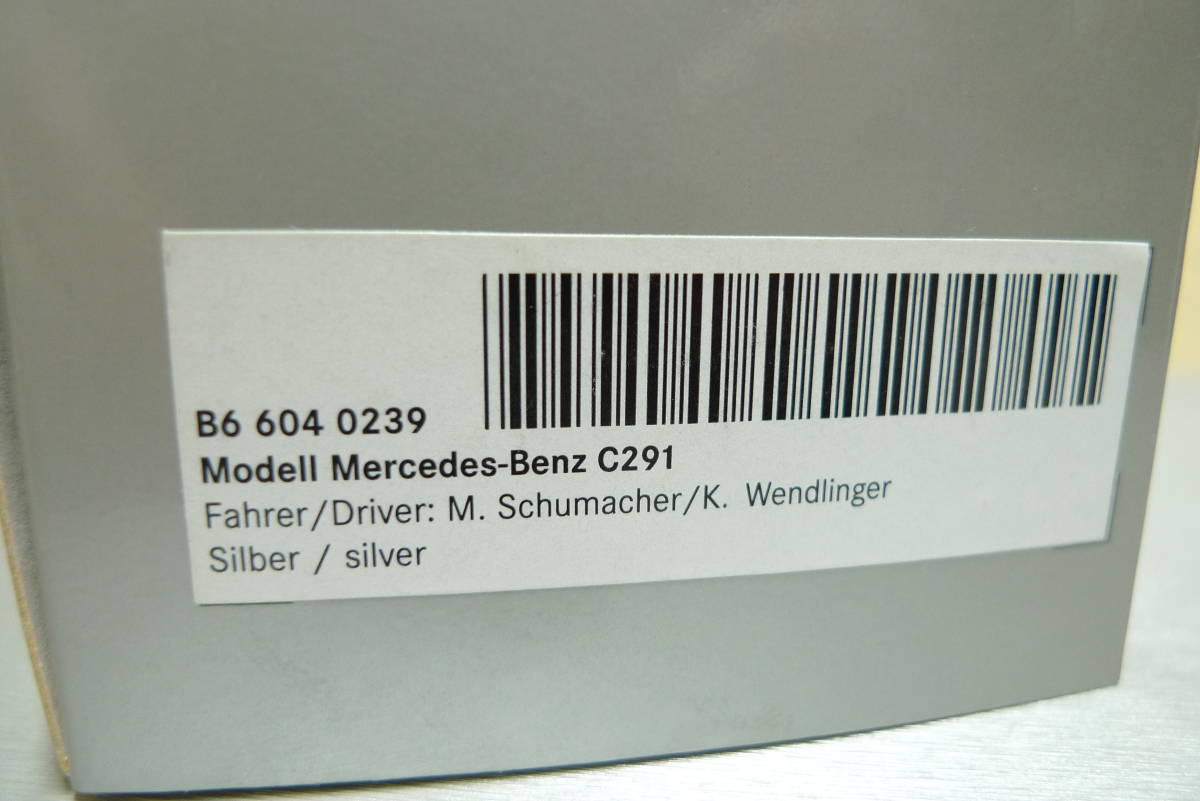 B6 604 0239
Modell Mercedes-Benz C291
Fahrer/Driver: M. Schumacher/K. Wendlinger
Silber / silver